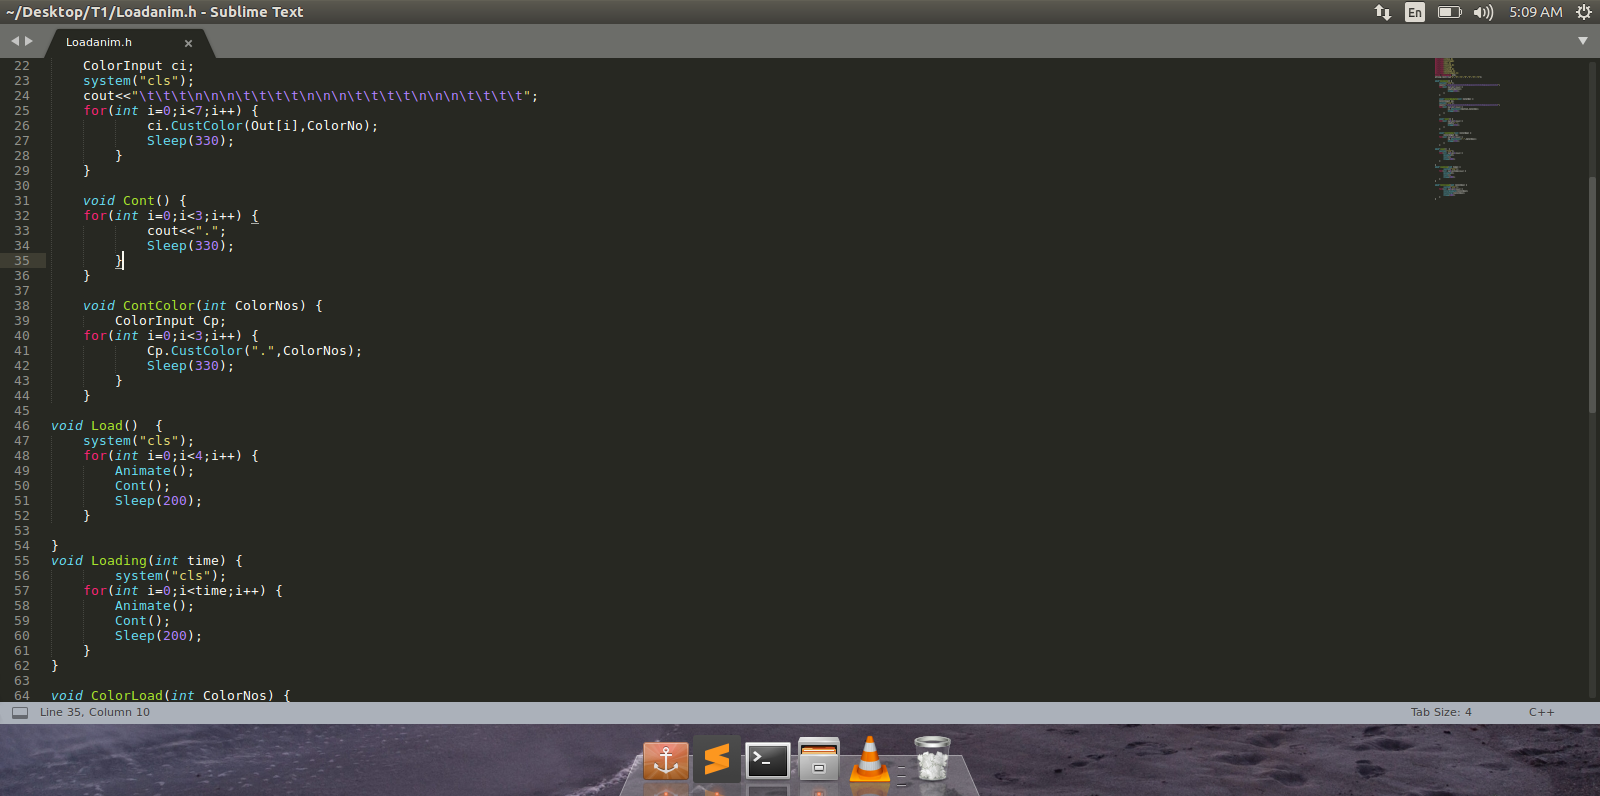 ~/Desktop/T1/Loadanim.h - Sublime Text
En
5:09 AM
Loadanim.h ×
22 ColorInput ci;
23 system("cls");
24 cout<<"\t\t\t\n\n\n\t\t\t\t\n\n\n\t\t\t\t\n\n\n\t\t\t\t";
25 for(int i=0;i<7;i++) {
26 ci.CustColor(Out[i],ColorNo);
27 Sleep(330);
28 }
29 }
30
31 void Cont() {
32 for(int i=0;i<3;i++) {
33 cout<<".";
34 Sleep(330);
35 }
36 }
37
38 void ContColor(int ColorNos) {
39 ColorInput Cp;
40 for(int i=0;i<3;i++) {
41 Cp.CustColor(".",ColorNos);
42 Sleep(330);
43 }
44 }
45
46 void Load()  {
47 system("cls");
48 for(int i=0;i<4;i++) {
49 Animate();
50 Cont();
51 Sleep(200);
52 }
53
54 }
55 void Loading(int time) {
56 system("cls");
57 for(int i=0;i<time;i++) {
58 Animate();
59 Cont();
60 Sleep(200);
61 }
62 }
63
64 void ColorLoad(int ColorNos) {
Line 35, Column 10
Tab Size: 4
C++